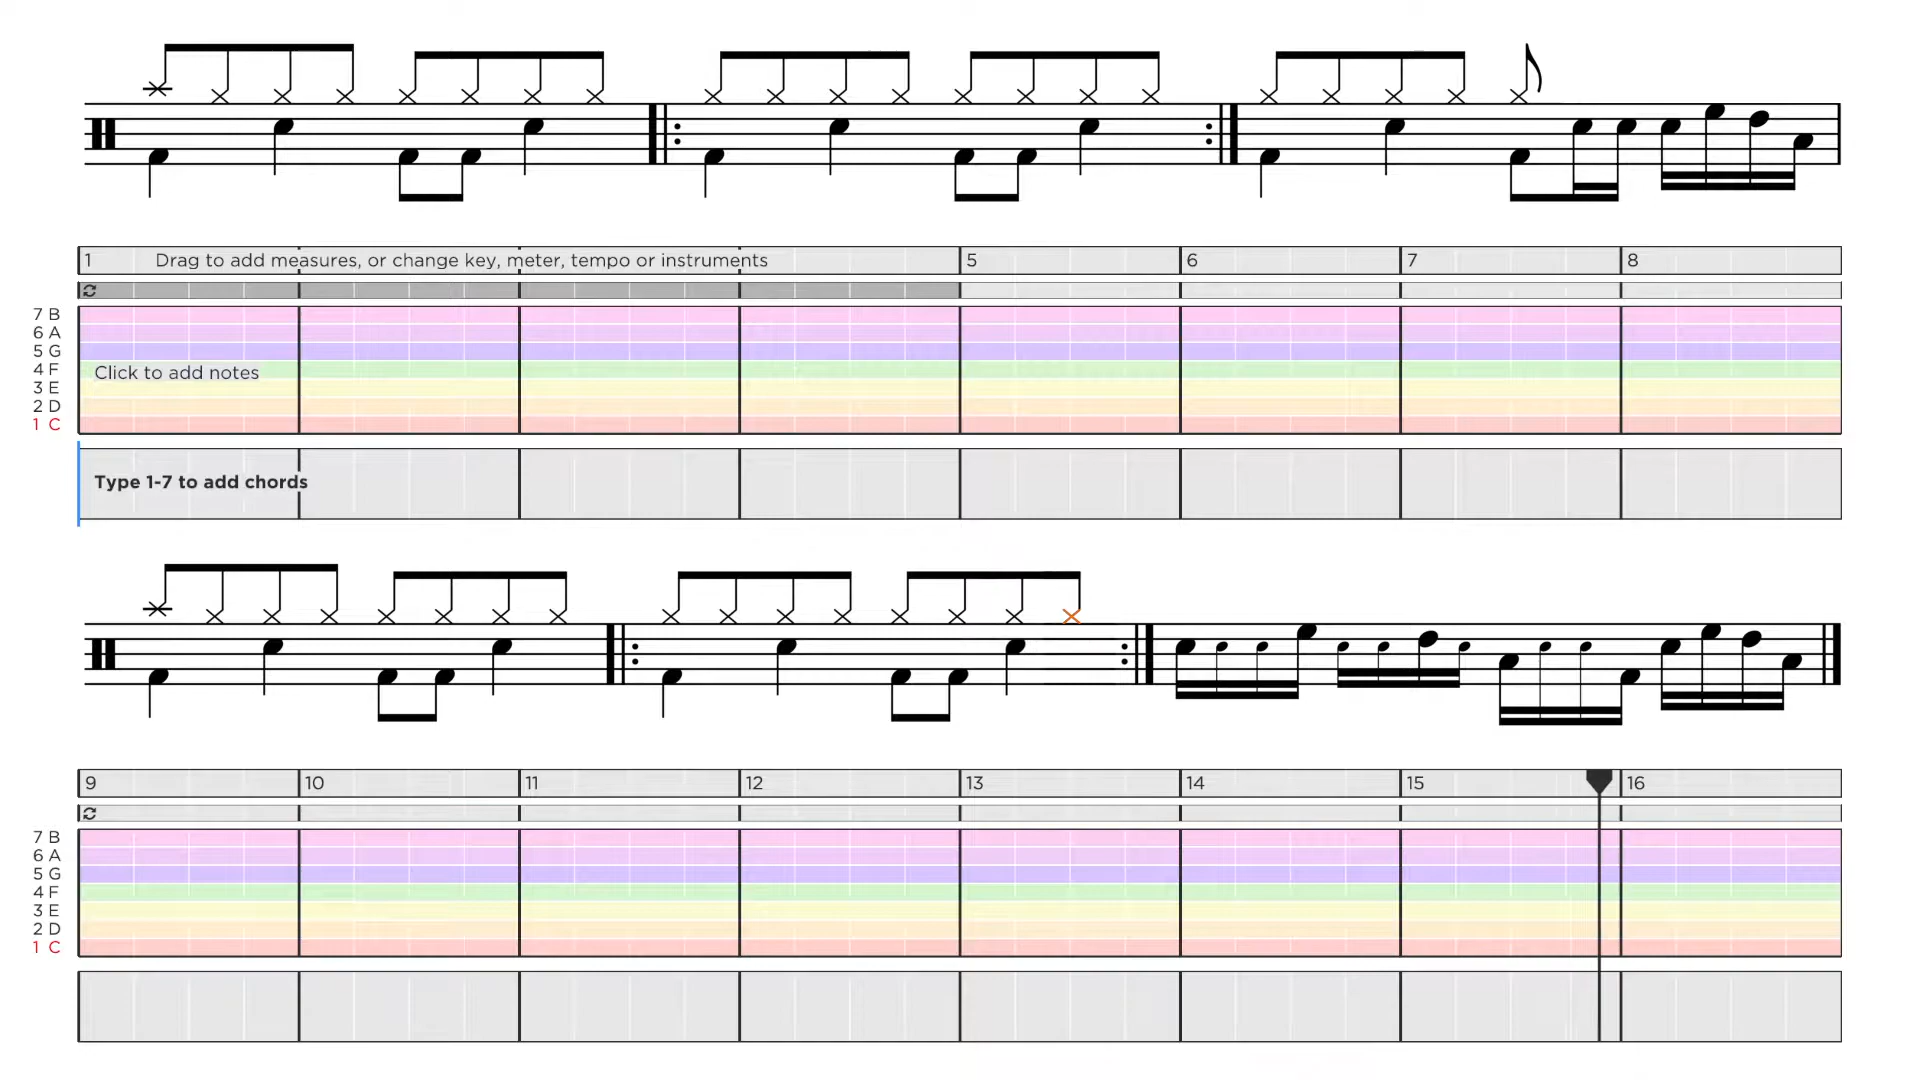 1 Drag to add measures, or change key, meter, tempo or instruments 5 6 7 8
7 B
6 A
5 G
4 F
Click to add notes
3 E
2 D
1 C
Type 1-7 to add chords
9 10 11 12 13 14 15 16
7 B
6 A
5 G
4 F
3 E
2 D
1 C